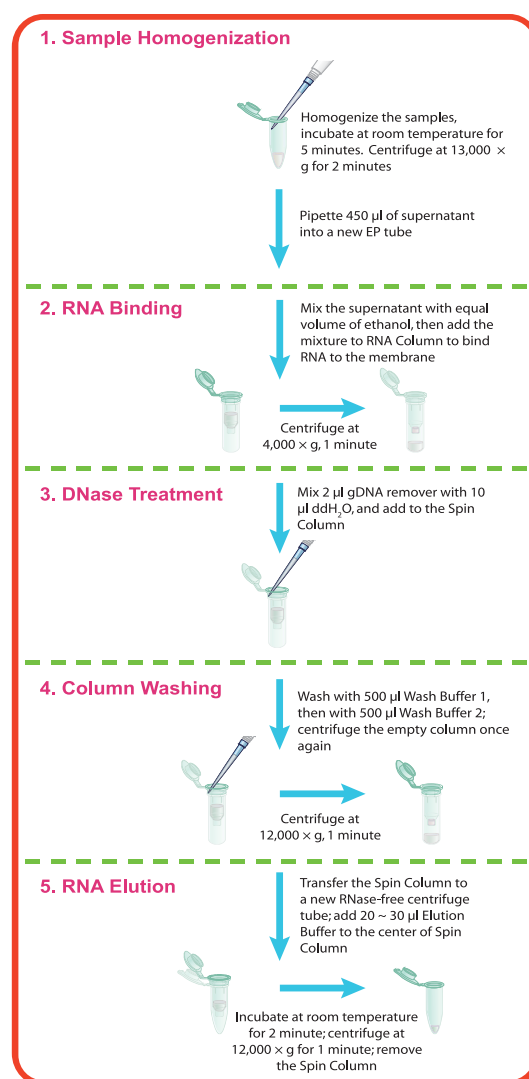 1. Sample Homogenization
Homogenize the samples,
incubate at room temperature for
5 minutes. Centrifuge at 13,000 ×
g for 2 minutes
Pipette 450 µl of supernatant
into a new EP tube
2. RNA Binding
Mix the supernatant with equal
volume of ethanol, then add the
mixture to RNA Column to bind
RNA to the membrane
Centrifuge at
4,000 × g, 1 minute
3. DNase Treatment
Mix 2 µl gDNA remover with 10
µl ddH₂O, and add to the Spin
Column
4. Column Washing
Wash with 500 µl Wash Buffer 1,
then with 500 µl Wash Buffer 2;
centrifuge the empty column once
again
Centrifuge at
12,000 × g, 1 minute
5. RNA Elution
Transfer the Spin Column to
a new RNase-free centrifuge
tube; add 20 ~ 30 µl Elution
Buffer to the center of Spin
Column
Incubate at room temperature
for 2 minute; centrifuge at
12,000 x g for 1 minute; remove
the Spin Column